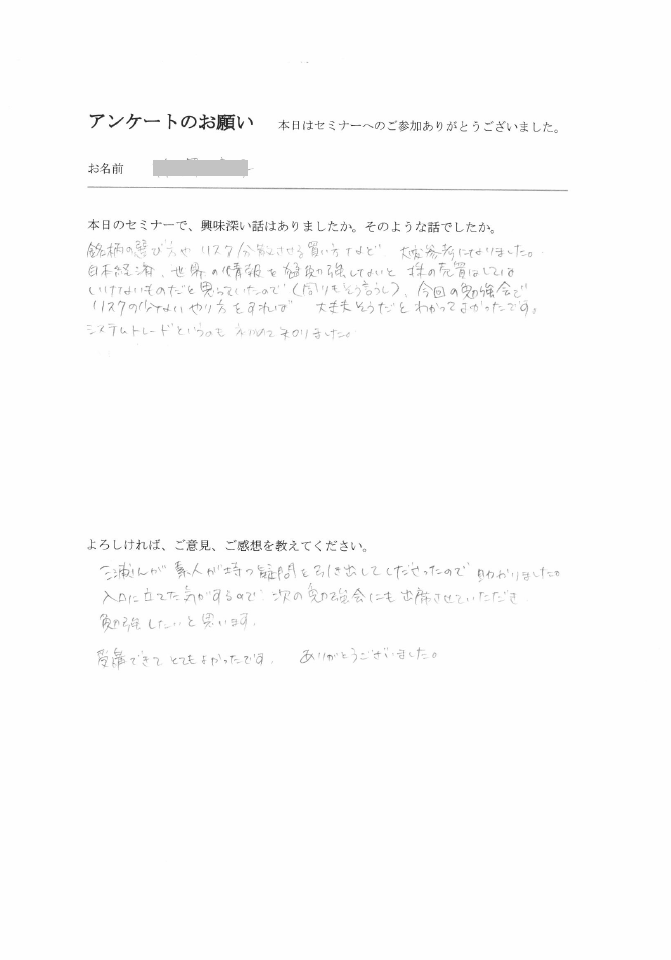 アンケートのお願い 本日はセミナーへのご参加ありがとうございました。
お名前
本日のセミナーで、興味深い話はありましたか。そのような話でしたか。
銘柄の選び方や リスク分散させる買い方など 大変参考になりました。
日本経済、世界の情報を猛勉強してないと 株の売買はしては
いけないものだと思っていたので(周りもそう言うし)、今回の勉強会で
リスクの少ないやり方をすれば 大丈夫そうだとわかってよかったです。
システムトレードというのも 初めて知りました。
よろしければ、ご意見、ご感想を教えてください。
三浦さんが 素人が持つ疑問を引き出してくださったので 助かりました。
入口に立てた気がするので 次の勉強会にも出席させていただき
勉強したいと思います。
受講できて とてもよかったです。 ありがとうございました。